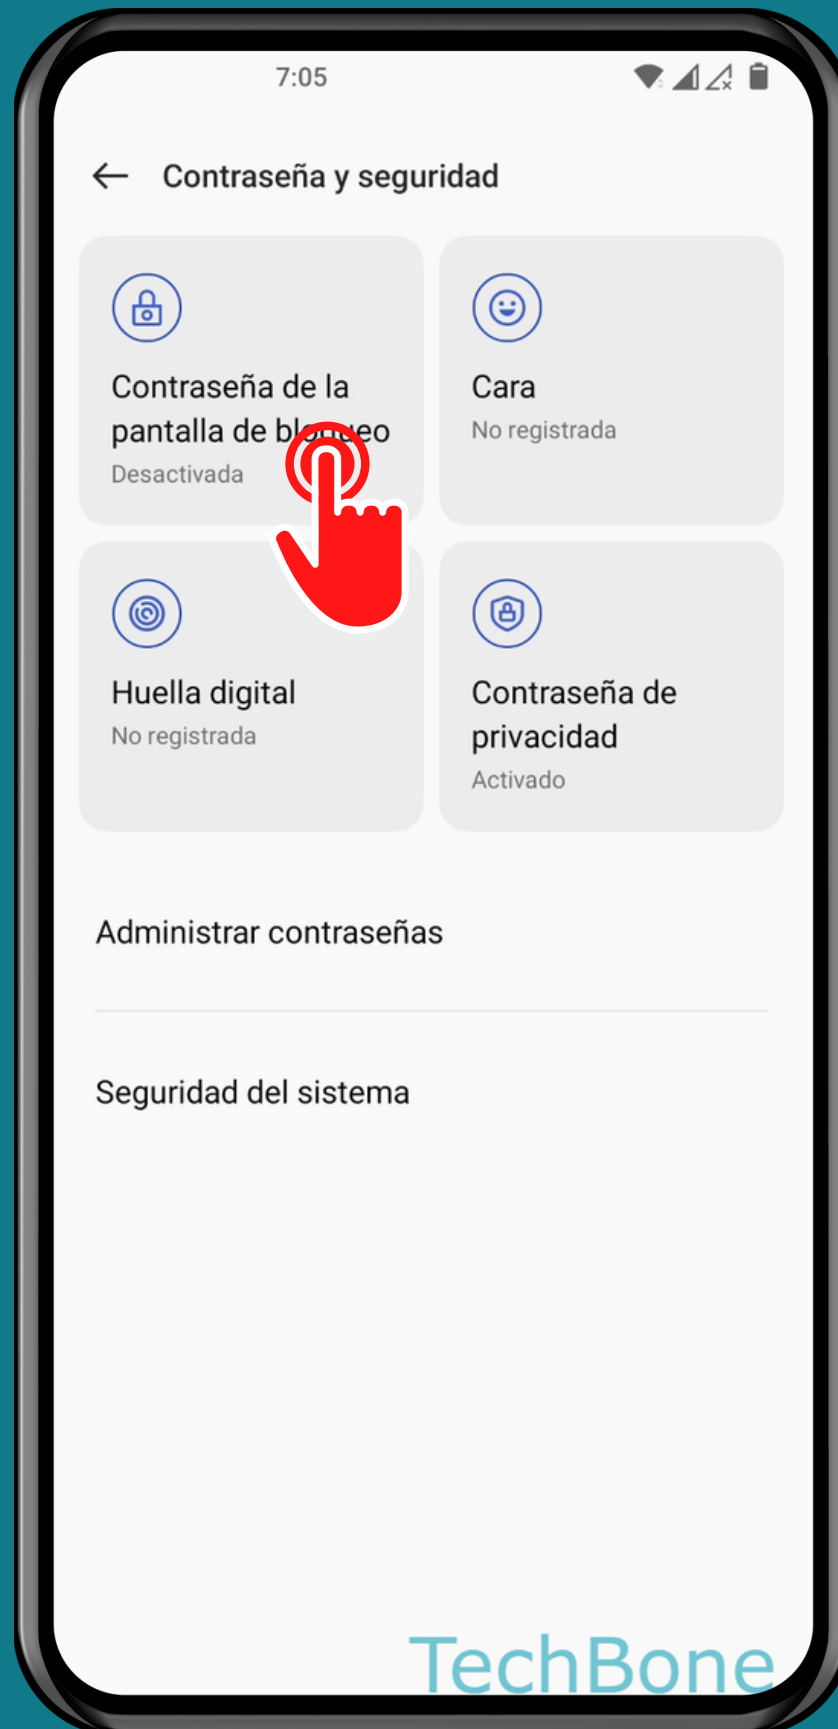 7:05
Contraseña y seguridad
Contraseña de la
pantalla de bloqueo
Desactivada
Cara
No registrada
Huella digital
No registrada
Contraseña de
privacidad
Activado
Administrar contraseñas
Seguridad del sistema
TechBone